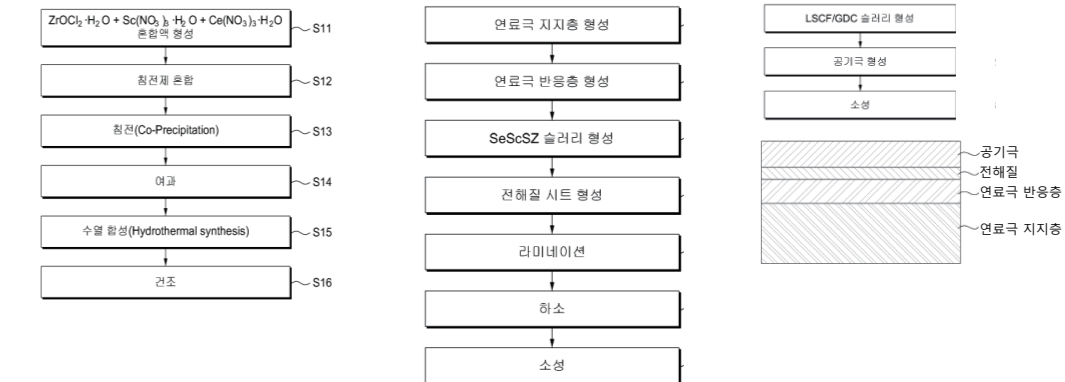 ZrOCl₂·H₂O + Sc(NO₃)₃·H₂O + Ce(NO₃)₃·H₂O
혼합액 형성
S11
침전제 혼합
S12
침전(Co-Precipitation)
S13
여과
S14
수열 합성(Hydrothermal synthesis)
S15
건조
S16
연료극 지지층 형성
연료극 반응층 형성
SeScSZ 슬러리 형성
전해질 시트 형성
라미네이션
하소
소성
LSCF/GDC 슬러리 형성
공기극 형성
소성
공기극
전해질
연료극 반응층
연료극 지지층